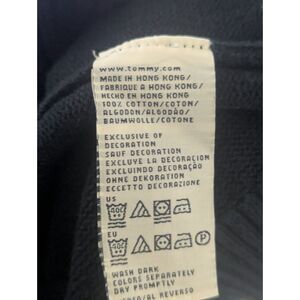 www.tommy.com
MADE IN HONG KONG/
FABRIQUE A HONG KONG/
HECHO EN HONG KONG/
100% COTTON/COTON/
ALGODON/ALGODÃO/
BAUMWOLLE/COTONE
EXCLUSIVE OF
DECORATION
SAUF DECORATION
EXCLUYE LA DECORACION
EXCLUINDO DECORAÇÃO
OHNE DEKORATION
ECCETTO DECORAZIONE
US
EU
P
WASH DARK
COLORS SEPARATELY
DRY PROMPTLY
AL REVERSO